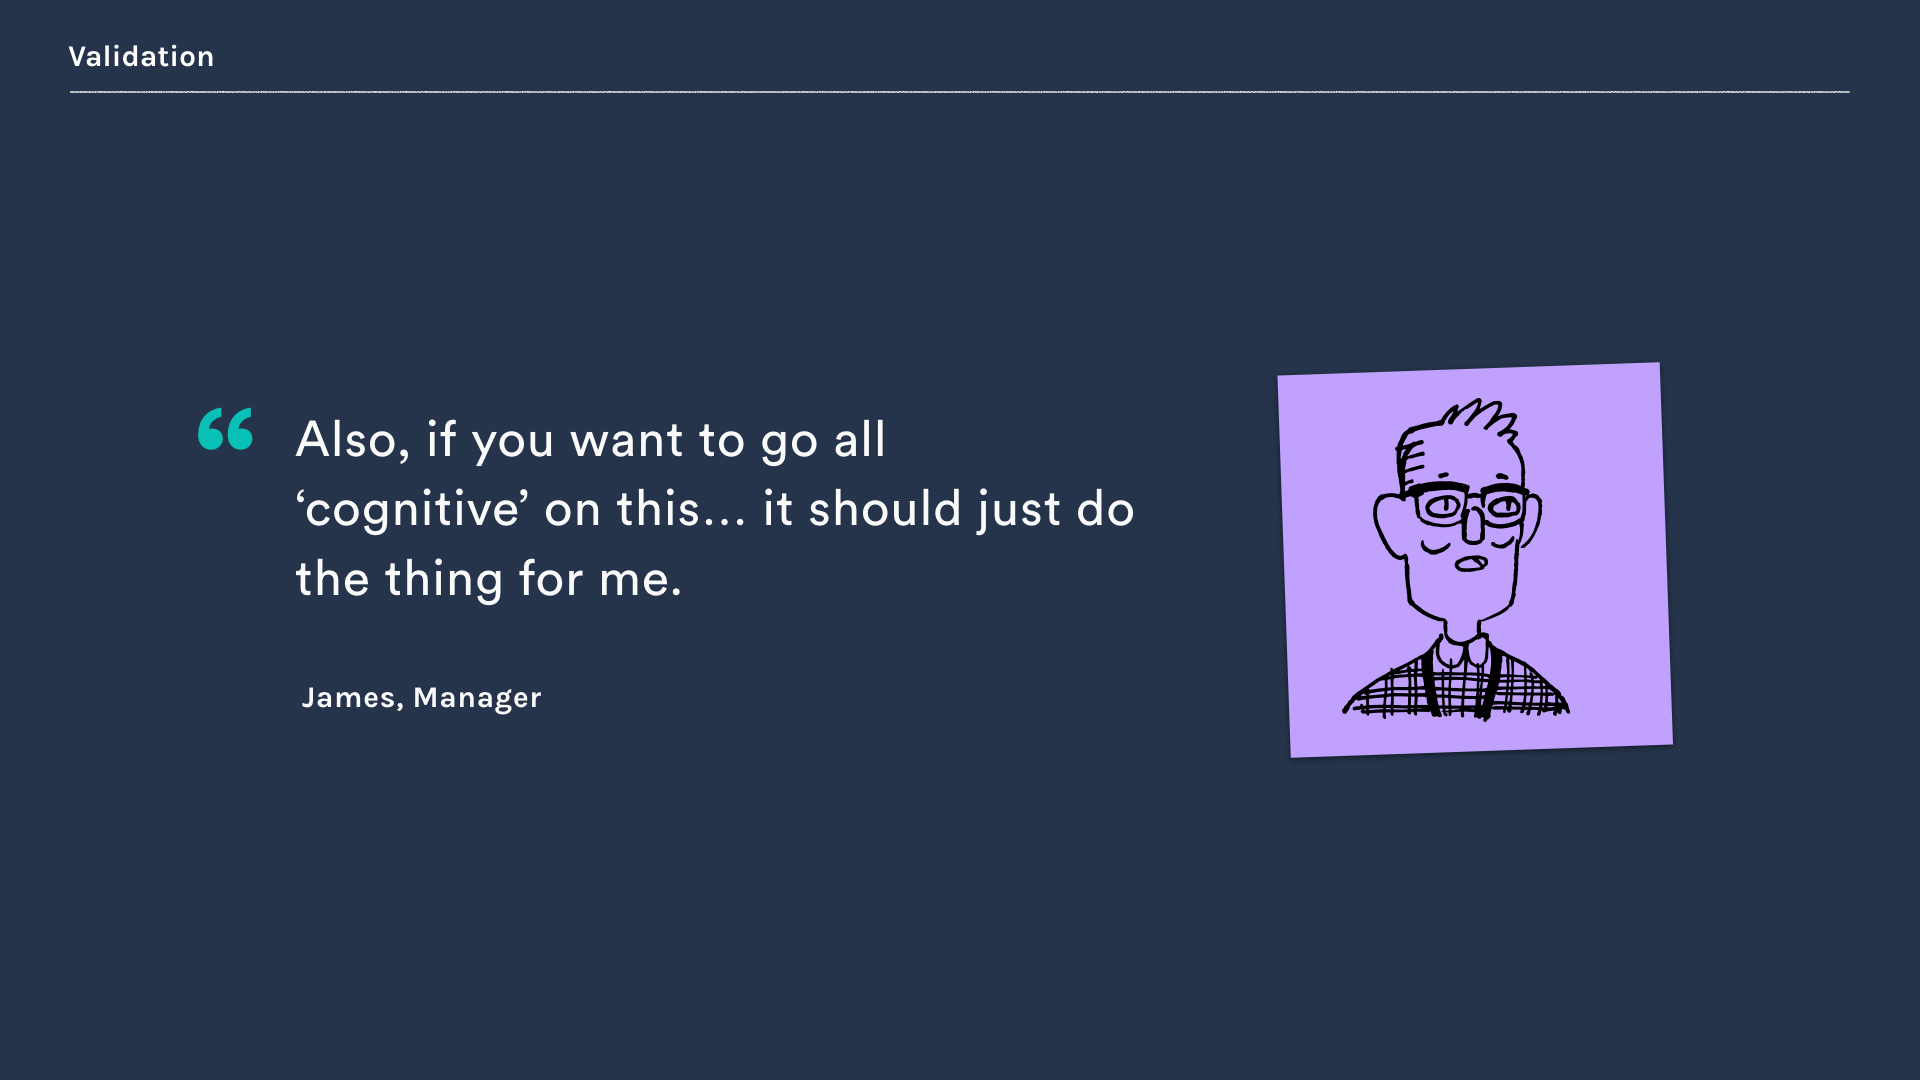 Validation
“ Also, if you want to go all
‘cognitive’ on this… it should just do
the thing for me.
James, Manager